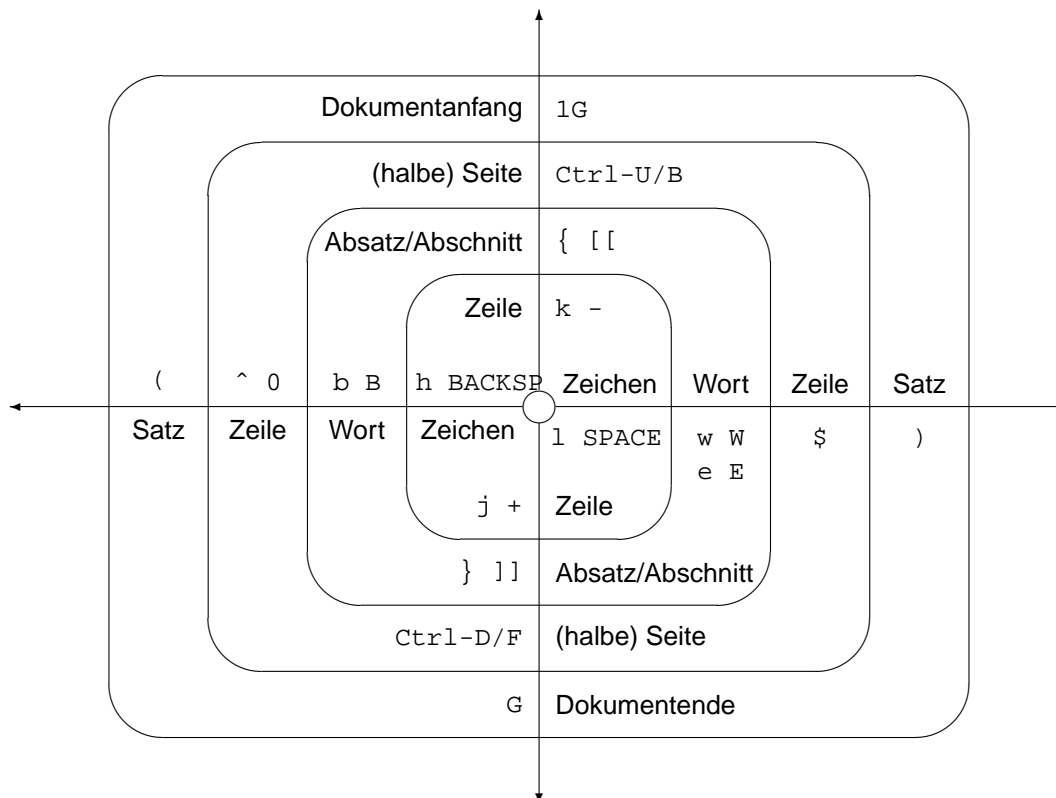 Dokumentanfang 1G
(halbe) Seite Ctrl-U/B
Absatz/Abschnitt { [[
Zeile k -
( ^ 0 b B h BACKSP Zeichen Wort Zeile Satz
Satz Zeile Wort Zeichen l SPACE w W $ )
e E
j + Zeile
} ]] Absatz/Abschnitt
Ctrl-D/F (halbe) Seite
G Dokumentende